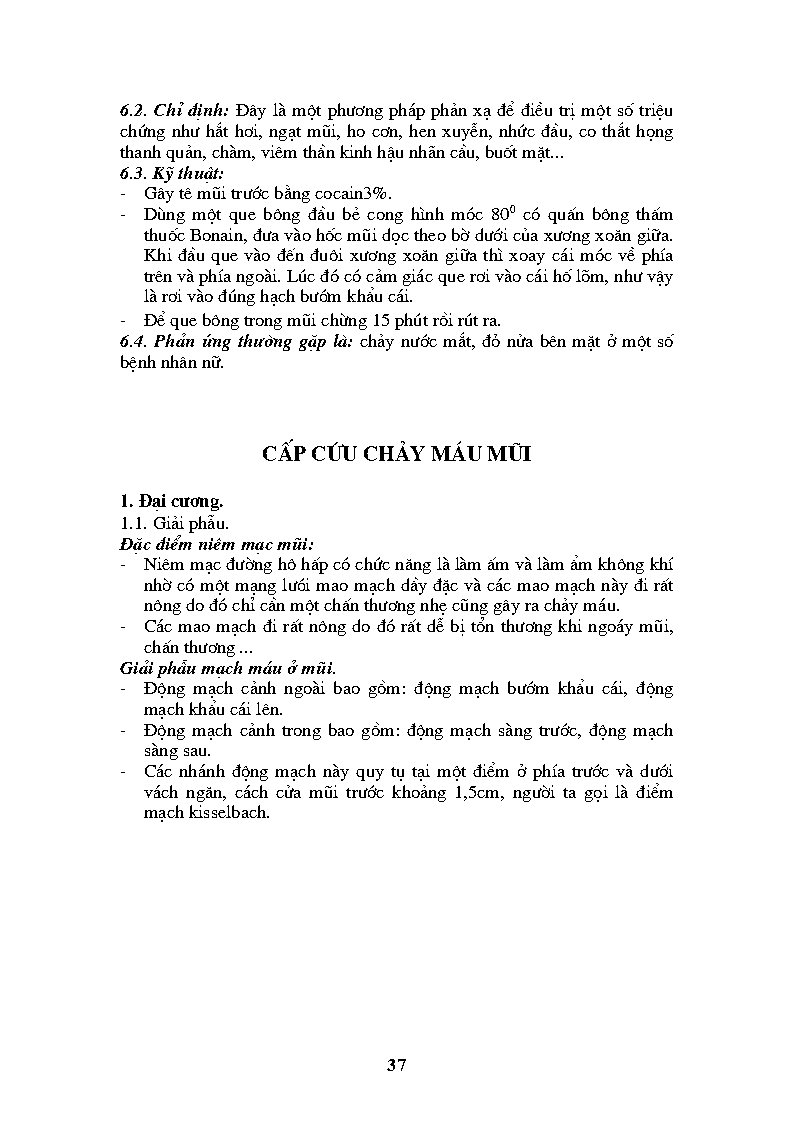 6.2. Chỉ định: Đây là một phương pháp phản xạ để điều trị một số triệu
chứng như hắt hơi, ngạt mũi, ho cơn, hen xuyễn, nhức đầu, co thắt họng
thanh quản, chàm, viêm thần kinh hậu nhãn cầu, buốt mặt...
6.3. Kỹ thuật:
- Gây tê mũi trước bằng cocain3%.
- Dùng một que bông đầu bẻ cong hình móc 80⁰ có quấn bông thấm
thuốc Bonain, đưa vào hốc mũi dọc theo bờ dưới của xương xoăn giữa.
Khi đầu que vào đến đuôi xương xoăn giữa thì xoay cái móc về phía
trên và phía ngoài. Lúc đó có cảm giác que rơi vào cái hố lõm, như vậy
là rơi vào đúng hạch bướm khẩu cái.
- Để que bông trong mũi chừng 15 phút rồi rút ra.
6.4. Phản ứng thường gặp là: chảy nước mắt, đỏ nửa bên mặt ở một số
bệnh nhân nữ.
CẤP CỨU CHẢY MÁU MŨI
1. Đại cương.
1.1. Giải phẫu.
Đặc điểm niêm mạc mũi:
- Niêm mạc đường hô hấp có chức năng là làm ấm và làm ẩm không khí
nhờ có một mạng lưói mao mạch dầy đặc và các mao mạch này đi rất
nông do đó chỉ cần một chấn thương nhẹ cũng gây ra chảy máu.
- Các mao mạch đi rất nông do đó rất dễ bị tổn thương khi ngoáy mũi,
chấn thương ...
Giải phẫu mạch máu ở mũi.
- Động mạch cảnh ngoài bao gồm: động mạch bướm khẩu cái, động
mạch khẩu cái lên.
- Động mạch cảnh trong bao gồm: động mạch sàng trước, động mạch
sàng sau.
- Các nhánh động mạch này quy tụ tại một điểm ở phía trước và dưới
vách ngăn, cách cửa mũi trước khoảng 1,5cm, người ta gọi là điểm
mạch kisselbach.
37